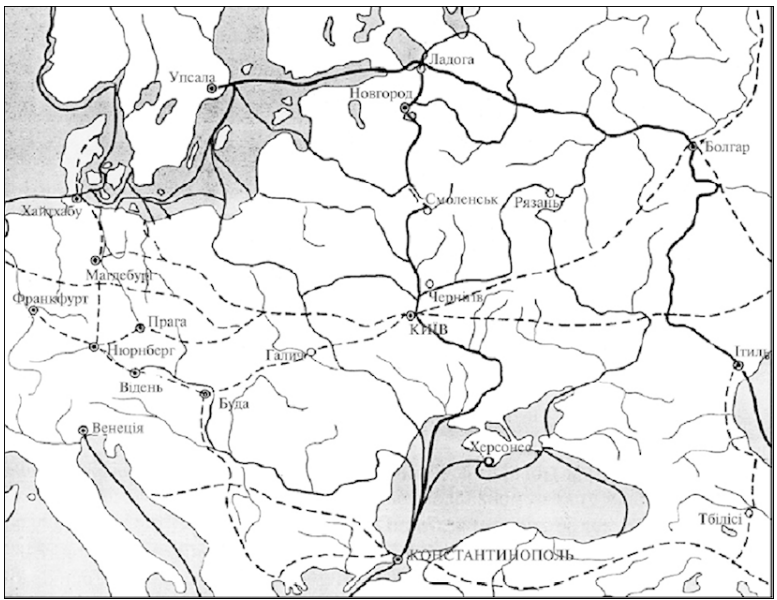 Ладога
Упсала
Новгород
Болгар
Смоленськ
Рязань
Хайтхабу
Магдебург
Чернігів
Франкфурт
Прага
КИЇВ
Нюрнберг
Галич
Ітиль
Відень
Буда
Венеція
Херсонес
Тбілісі
КОНСТАНТИНОПОЛЬ